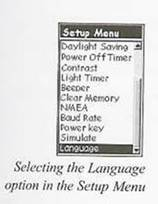 Setup Menu
Daylight Saving
Power Off Timer
Contrast
Light Timer
Beeper
Clear Memory
NMEA
Baud Rate
Power key
Simulate
Language
Selecting the Language
option in the Setup Menu